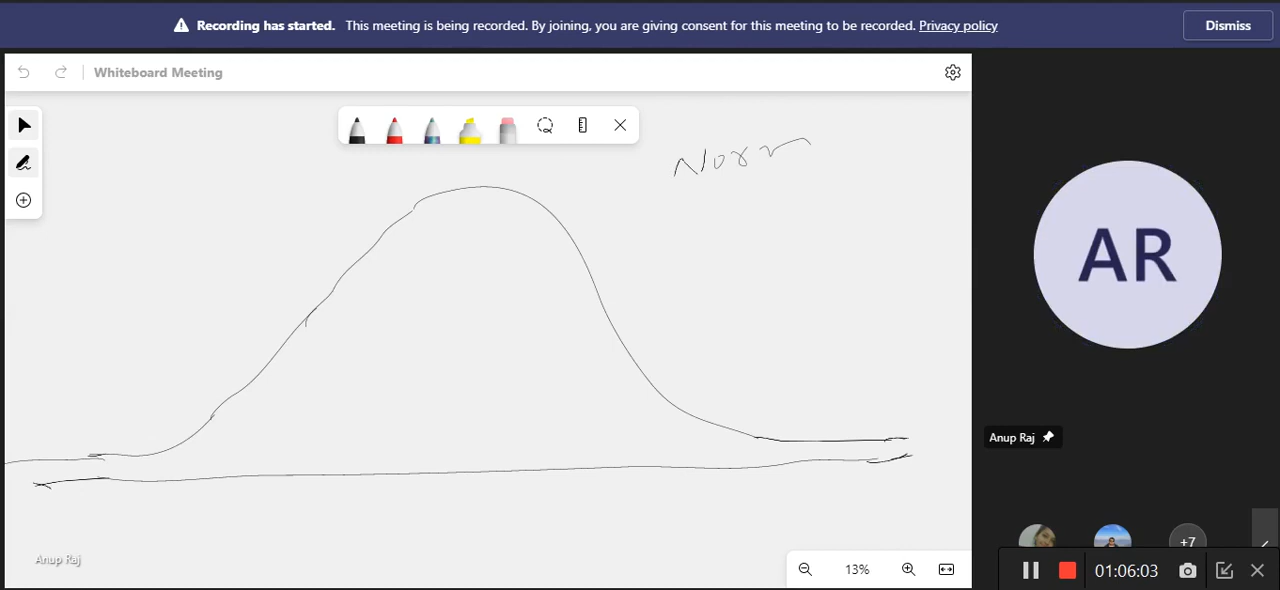 Recording has started. This meeting is being recorded. By joining, you are giving consent for this meeting to be recorded. Privacy policy
Dismiss
Whiteboard Meeting
Norm
AR
Anup Raj
+7
Anup Raj
13%
01:06:03